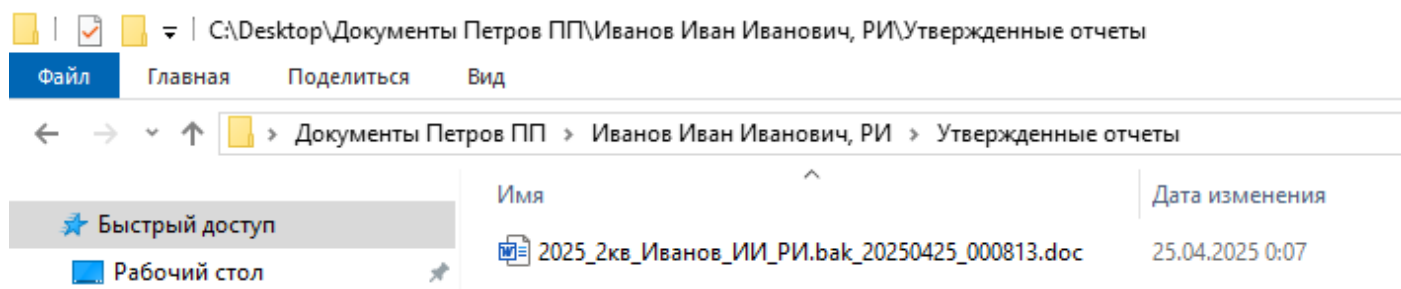 C:\Desktop\Документы Петров ПП\Иванов Иван Иванович, РИ\Утвержденные отчеты
Файл Главная Поделиться Вид
Документы Петров ПП > Иванов Иван Иванович, РИ > Утвержденные отчеты
Имя Дата изменения
Быстрый доступ
2025_2кв_Иванов_ИИ_РИ.bak_20250425_000813.doc 25.04.2025 0:07
Рабочий стол